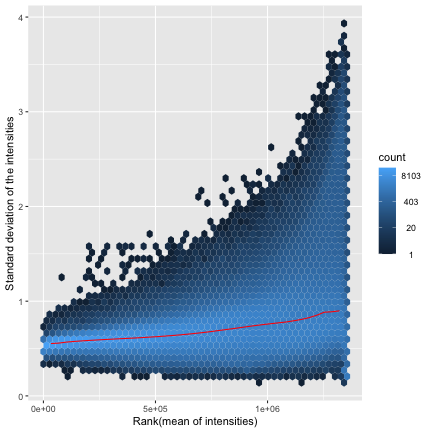 4
3
2
1
0
Standard deviation of the intensities
0e+00
5e+05
1e+06
Rank(mean of intensities)
count
8103
403
20
1